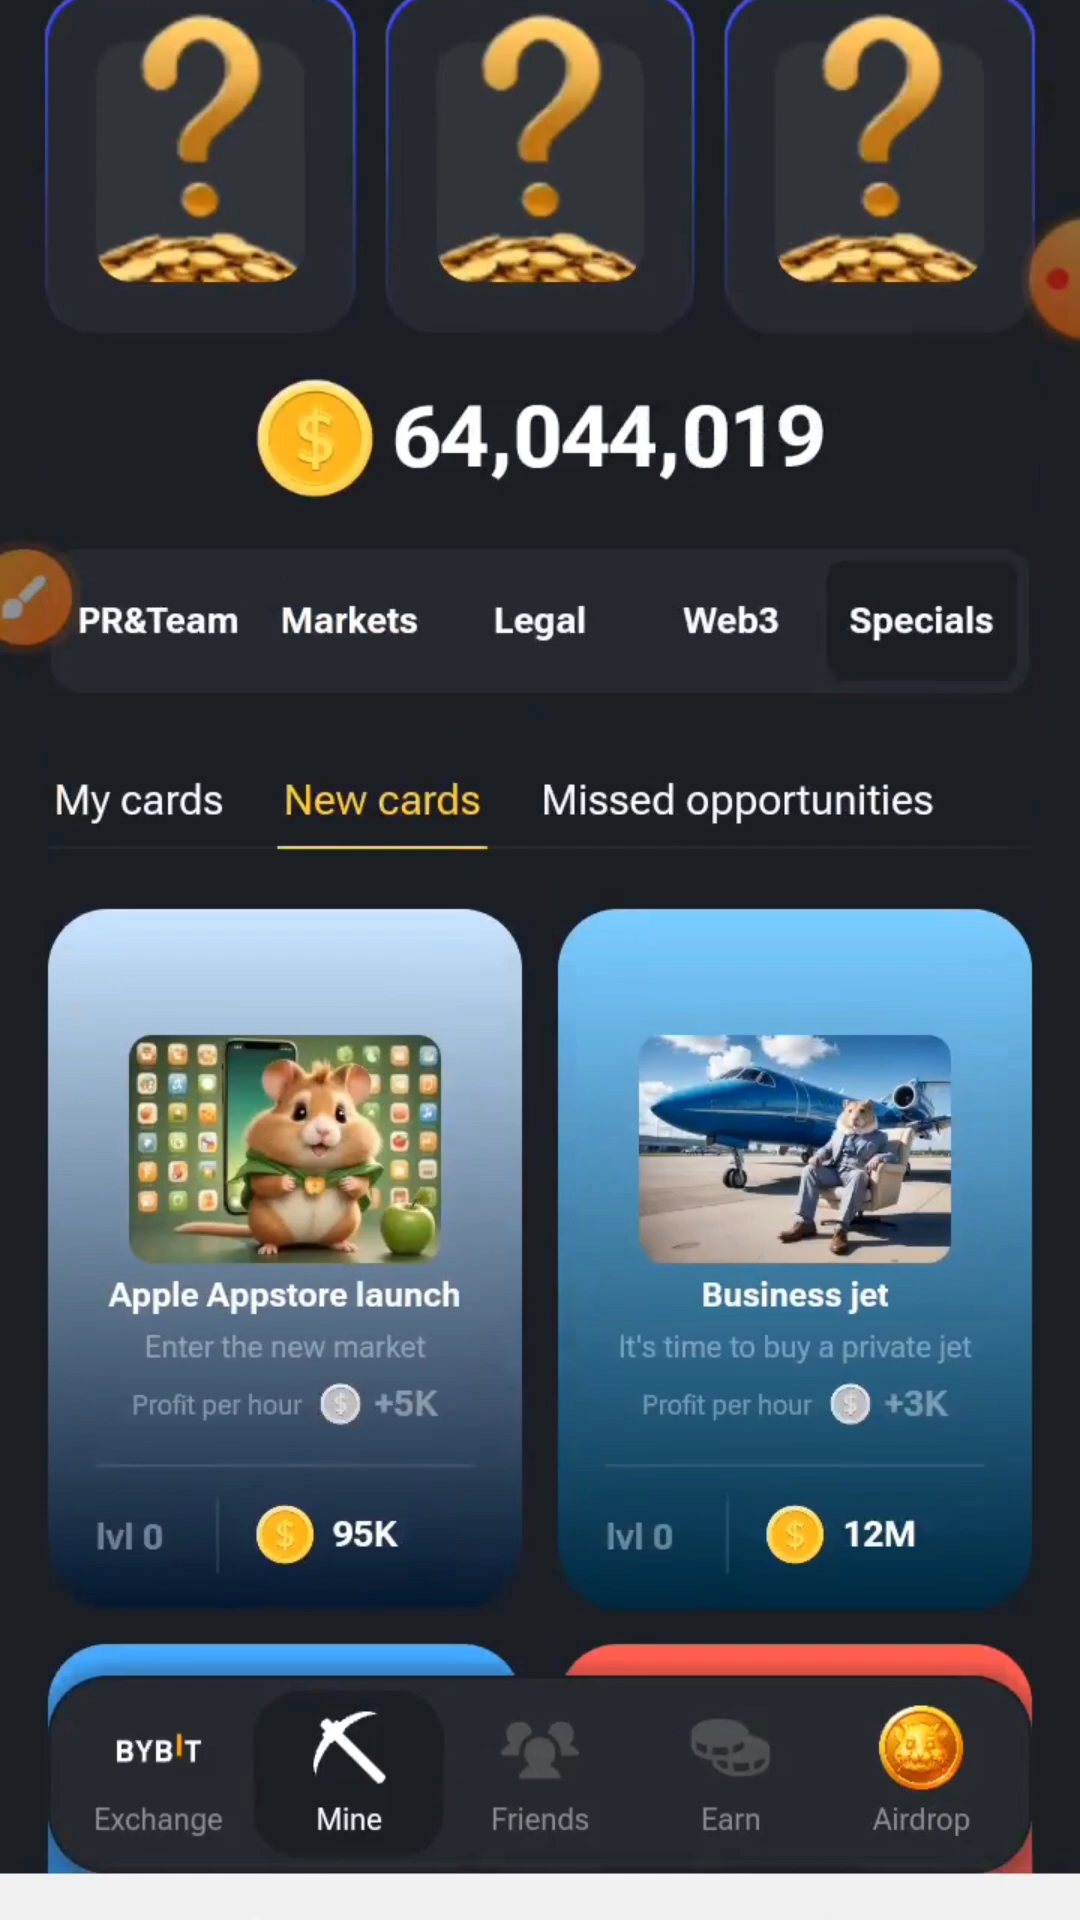 64,044,019
PR&Team Markets Legal Web3 Specials
My cards New cards Missed opportunities
Apple Appstore launch
Enter the new market
Profit per hour +5K
lvl 0 95K
Business jet
It's time to buy a private jet
Profit per hour +3K
lvl 0 12M
BYBIT
Exchange Mine Friends Earn Airdrop